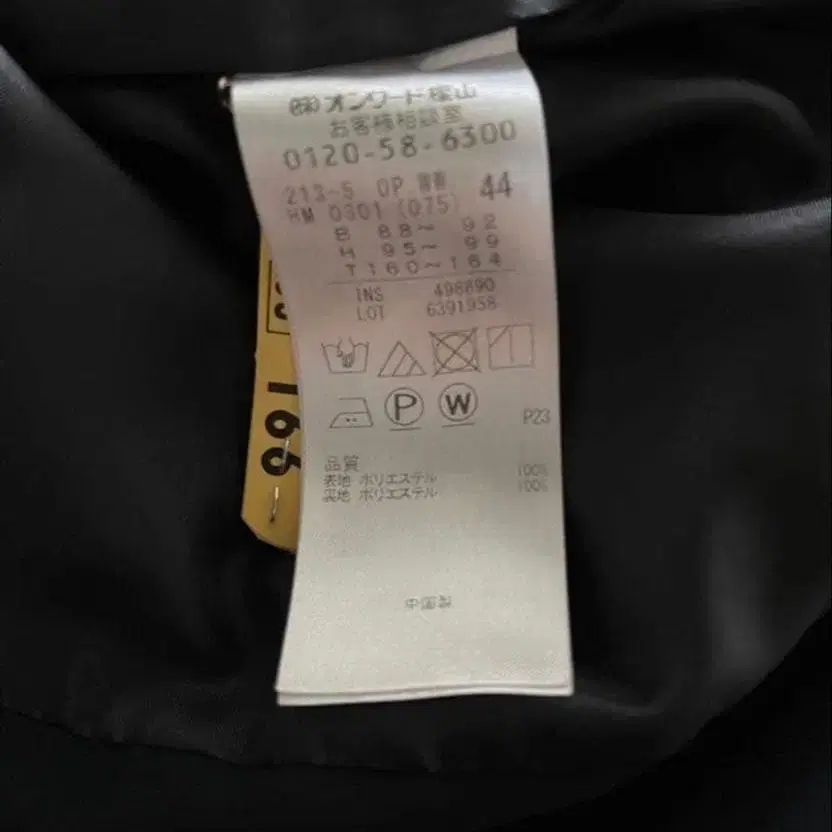 ㈱オンワード樫山
お客様相談室
0120-58-6300
213-5 OP 44
HM 0301 (075)
B 88~ 92
H 95~ 99
T160~164
INS 498890
LOT 6391958
P W
P23
品質
表地 ポリエステル 100%
裏地 ポリエステル 100%
中国製
166